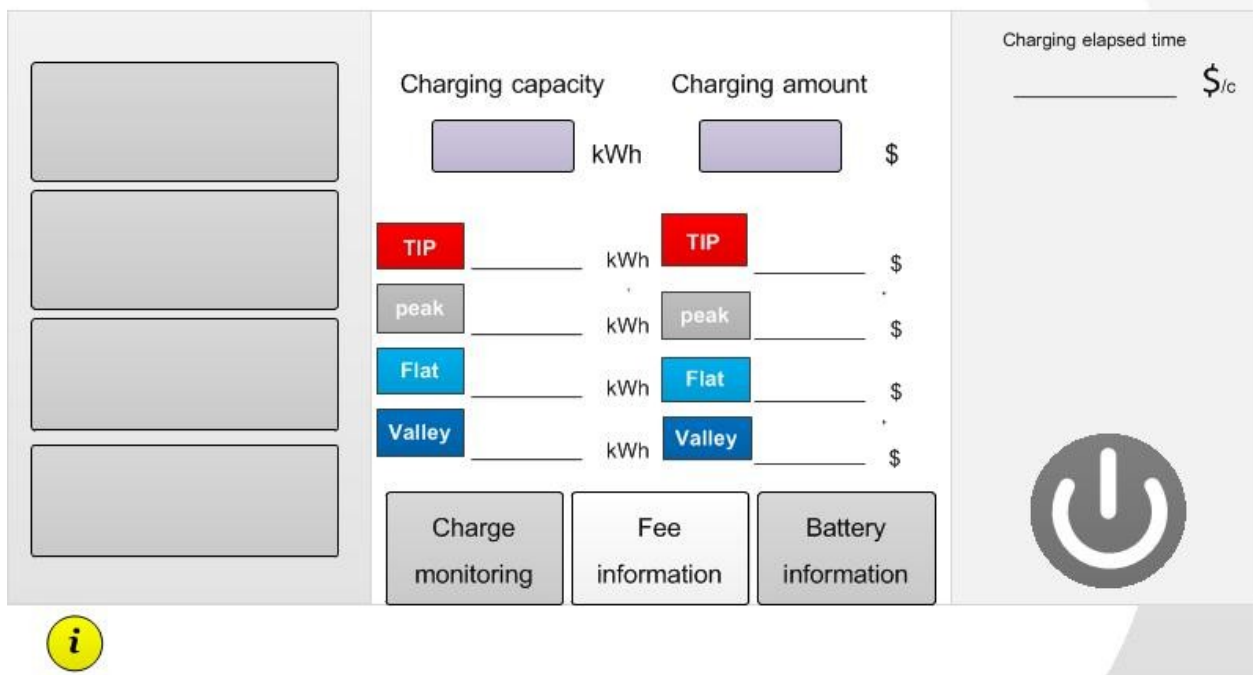 Charging elapsed time
$/c
Charging capacity
Charging amount
kWh
$
TIP
kWh
TIP
$
peak
kWh
peak
$
Flat
kWh
Flat
$
Valley
kWh
Valley
$
Charge
monitoring
Fee
information
Battery
information
i